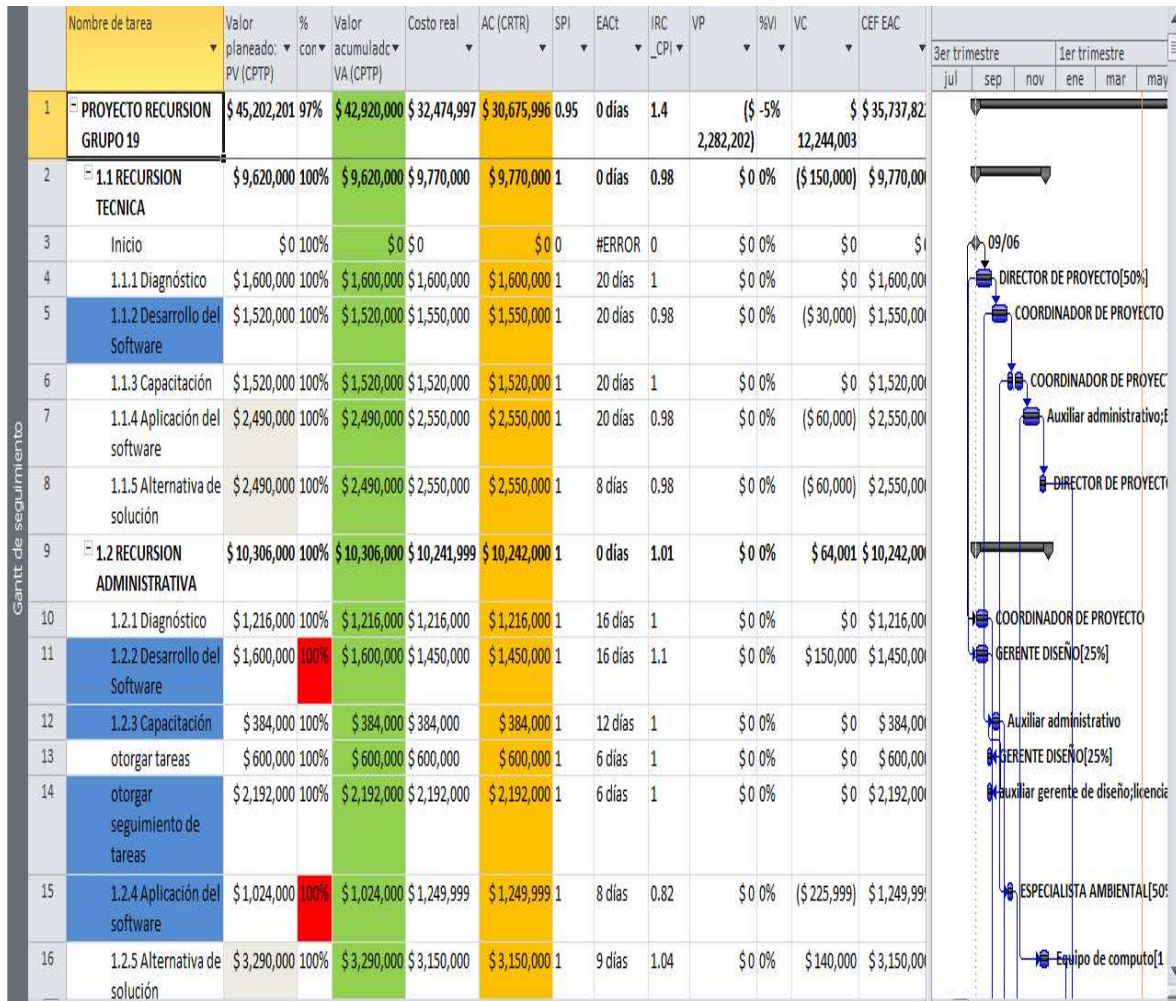 Nombre de tarea
Valor planeado: PV (CPTP)
% con
Valor acumulado VA (CPTP)
Costo real
AC (CRTR)
SPI
EACt
IRC _CPI
VP
%VI
VC
CEF EAC
3er trimestre 1er trimestre
jul sep nov ene mar may
1 PROYECTO RECURSION $ 45,202,201 97% $ 42,920,000 $ 32,474,997 $ 30,675,996 0.95 0 días 1.4 ($ -5% $ $ 35,737,82
GRUPO 19 2,282,202) 12,244,003
2 1.1 RECURSION $ 9,620,000 100% $ 9,620,000 $ 9,770,000 $ 9,770,000 1 0 días 0.98 $ 0 0% ($ 150,000) $ 9,770,00
TECNICA
3 Inicio $ 0 100% $ 0 $ 0 $ 0 0 #ERROR 0 $ 0 0% $ 0 $ 09/06
4 1.1.1 Diagnóstico $ 1,600,000 100% $ 1,600,000 $ 1,600,000 $ 1,600,000 1 20 días 1 $ 0 0% $ 0 $ 1,600,00 DIRECTOR DE PROYECTO[50%]
5 1.1.2 Desarrollo del $ 1,520,000 100% $ 1,520,000 $ 1,550,000 $ 1,550,000 1 20 días 0.98 $ 0 0% ($ 30,000) $ 1,550,00 COORDINADOR DE PROYECTO
Software
6 1.1.3 Capacitación $ 1,520,000 100% $ 1,520,000 $ 1,520,000 $ 1,520,000 1 20 días 1 $ 0 0% $ 0 $ 1,520,00 COORDINADOR DE PROYEC
7 1.1.4 Aplicación del $ 2,490,000 100% $ 2,490,000 $ 2,550,000 $ 2,550,000 1 20 días 0.98 $ 0 0% ($ 60,000) $ 2,550,00 Auxiliar administrativo;E
software
8 1.1.5 Alternativa de $ 2,490,000 100% $ 2,490,000 $ 2,550,000 $ 2,550,000 1 8 días 0.98 $ 0 0% ($ 60,000) $ 2,550,00 DIRECTOR DE PROYECT
solución
9 1.2 RECURSION $ 10,306,000 100% $ 10,306,000 $ 10,241,999 $ 10,242,000 1 0 días 1.01 $ 0 0% $ 64,001 $ 10,242,00
ADMINISTRATIVA
10 1.2.1 Diagnóstico $ 1,216,000 100% $ 1,216,000 $ 1,216,000 $ 1,216,000 1 16 días 1 $ 0 0% $ 0 $ 1,216,00 COORDINADOR DE PROYECTO
11 1.2.2 Desarrollo del $ 1,600,000 100% $ 1,600,000 $ 1,450,000 $ 1,450,000 1 16 días 1.1 $ 0 0% $ 150,000 $ 1,450,00 GERENTE DISEÑO[25%]
Software
12 1.2.3 Capacitación $ 384,000 100% $ 384,000 $ 384,000 $ 384,000 1 12 días 1 $ 0 0% $ 0 $ 384,00 Auxiliar administrativo
13 otorgar tareas $ 600,000 100% $ 600,000 $ 600,000 $ 600,000 1 6 días 1 $ 0 0% $ 0 $ 600,00 GERENTE DISEÑO[25%]
14 otorgar $ 2,192,000 100% $ 2,192,000 $ 2,192,000 $ 2,192,000 1 6 días 1 $ 0 0% $ 0 $ 2,192,00 auxiliar gerente de diseño;licencia
seguimiento de
tareas
15 1.2.4 Aplicación del $ 1,024,000 100% $ 1,024,000 $ 1,249,999 $ 1,249,999 1 8 días 0.82 $ 0 0% ($ 225,999) $ 1,249,99 ESPECIALISTA AMBIENTAL[50%
software
16 1.2.5 Alternativa de $ 3,290,000 100% $ 3,290,000 $ 3,150,000 $ 3,150,000 1 9 días 1.04 $ 0 0% $ 140,000 $ 3,150,00 Equipo de computo[1
solución
Gantt de seguimiento